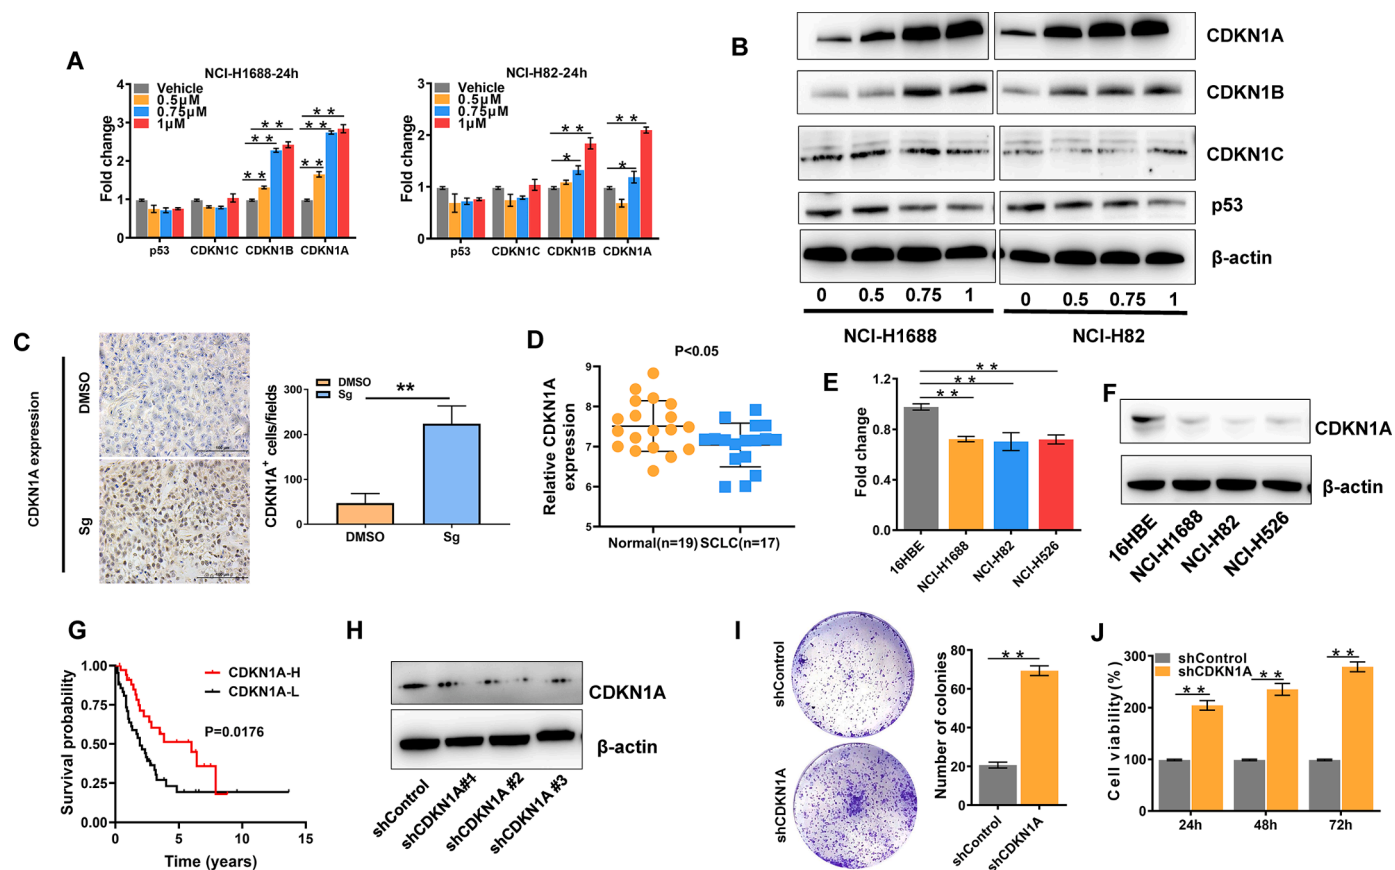 A
NCI-H1688-24h
Vehicle
0.5μM
0.75μM
1μM
Fold change
4
3
2
1
0
** ** ** ** ** **
p53 CDKN1C CDKN1B CDKN1A
NCI-H82-24h
Vehicle
0.5μM
0.75μM
1μM
Fold change
3
2
1
0
** * ** *
p53 CDKN1C CDKN1B CDKN1A
B
CDKN1A
CDKN1B
CDKN1C
p53
β-actin
0 0.5 0.75 1 0 0.5 0.75 1
NCI-H1688 NCI-H82
C
CDKN1A expression
DMSO
Sg
CDKN1A+ cells/fields
300
200
100
0
DMSO
Sg
**
DMSO Sg
D
P<0.05
Relative CDKN1A
expression
9
8
7
6
5
Normal(n=19) SCLC(n=17)
E
Fold change
1.2
0.8
0.4
0.0
**
**
**
16HBE NCI-H1688 NCI-H82 NCI-H526
F
CDKN1A
β-actin
16HBE NCI-H1688 NCI-H82 NCI-H526
G
Survival probability
1.00
0.75
0.50
0.25
0.00
CDKN1A-H
CDKN1A-L
P=0.0176
0 5 10 15
Time (years)
H
CDKN1A
β-actin
shControl shCDKN1A#1 shCDKN1A #2 shCDKN1A #3
I
shControl
shCDKN1A
Number of colonies
80
60
40
20
0
**
shControl shCDKN1A
J
Cell viability(%)
300
200
100
0
shControl
shCDKN1A
** ** **
24h 48h 72h